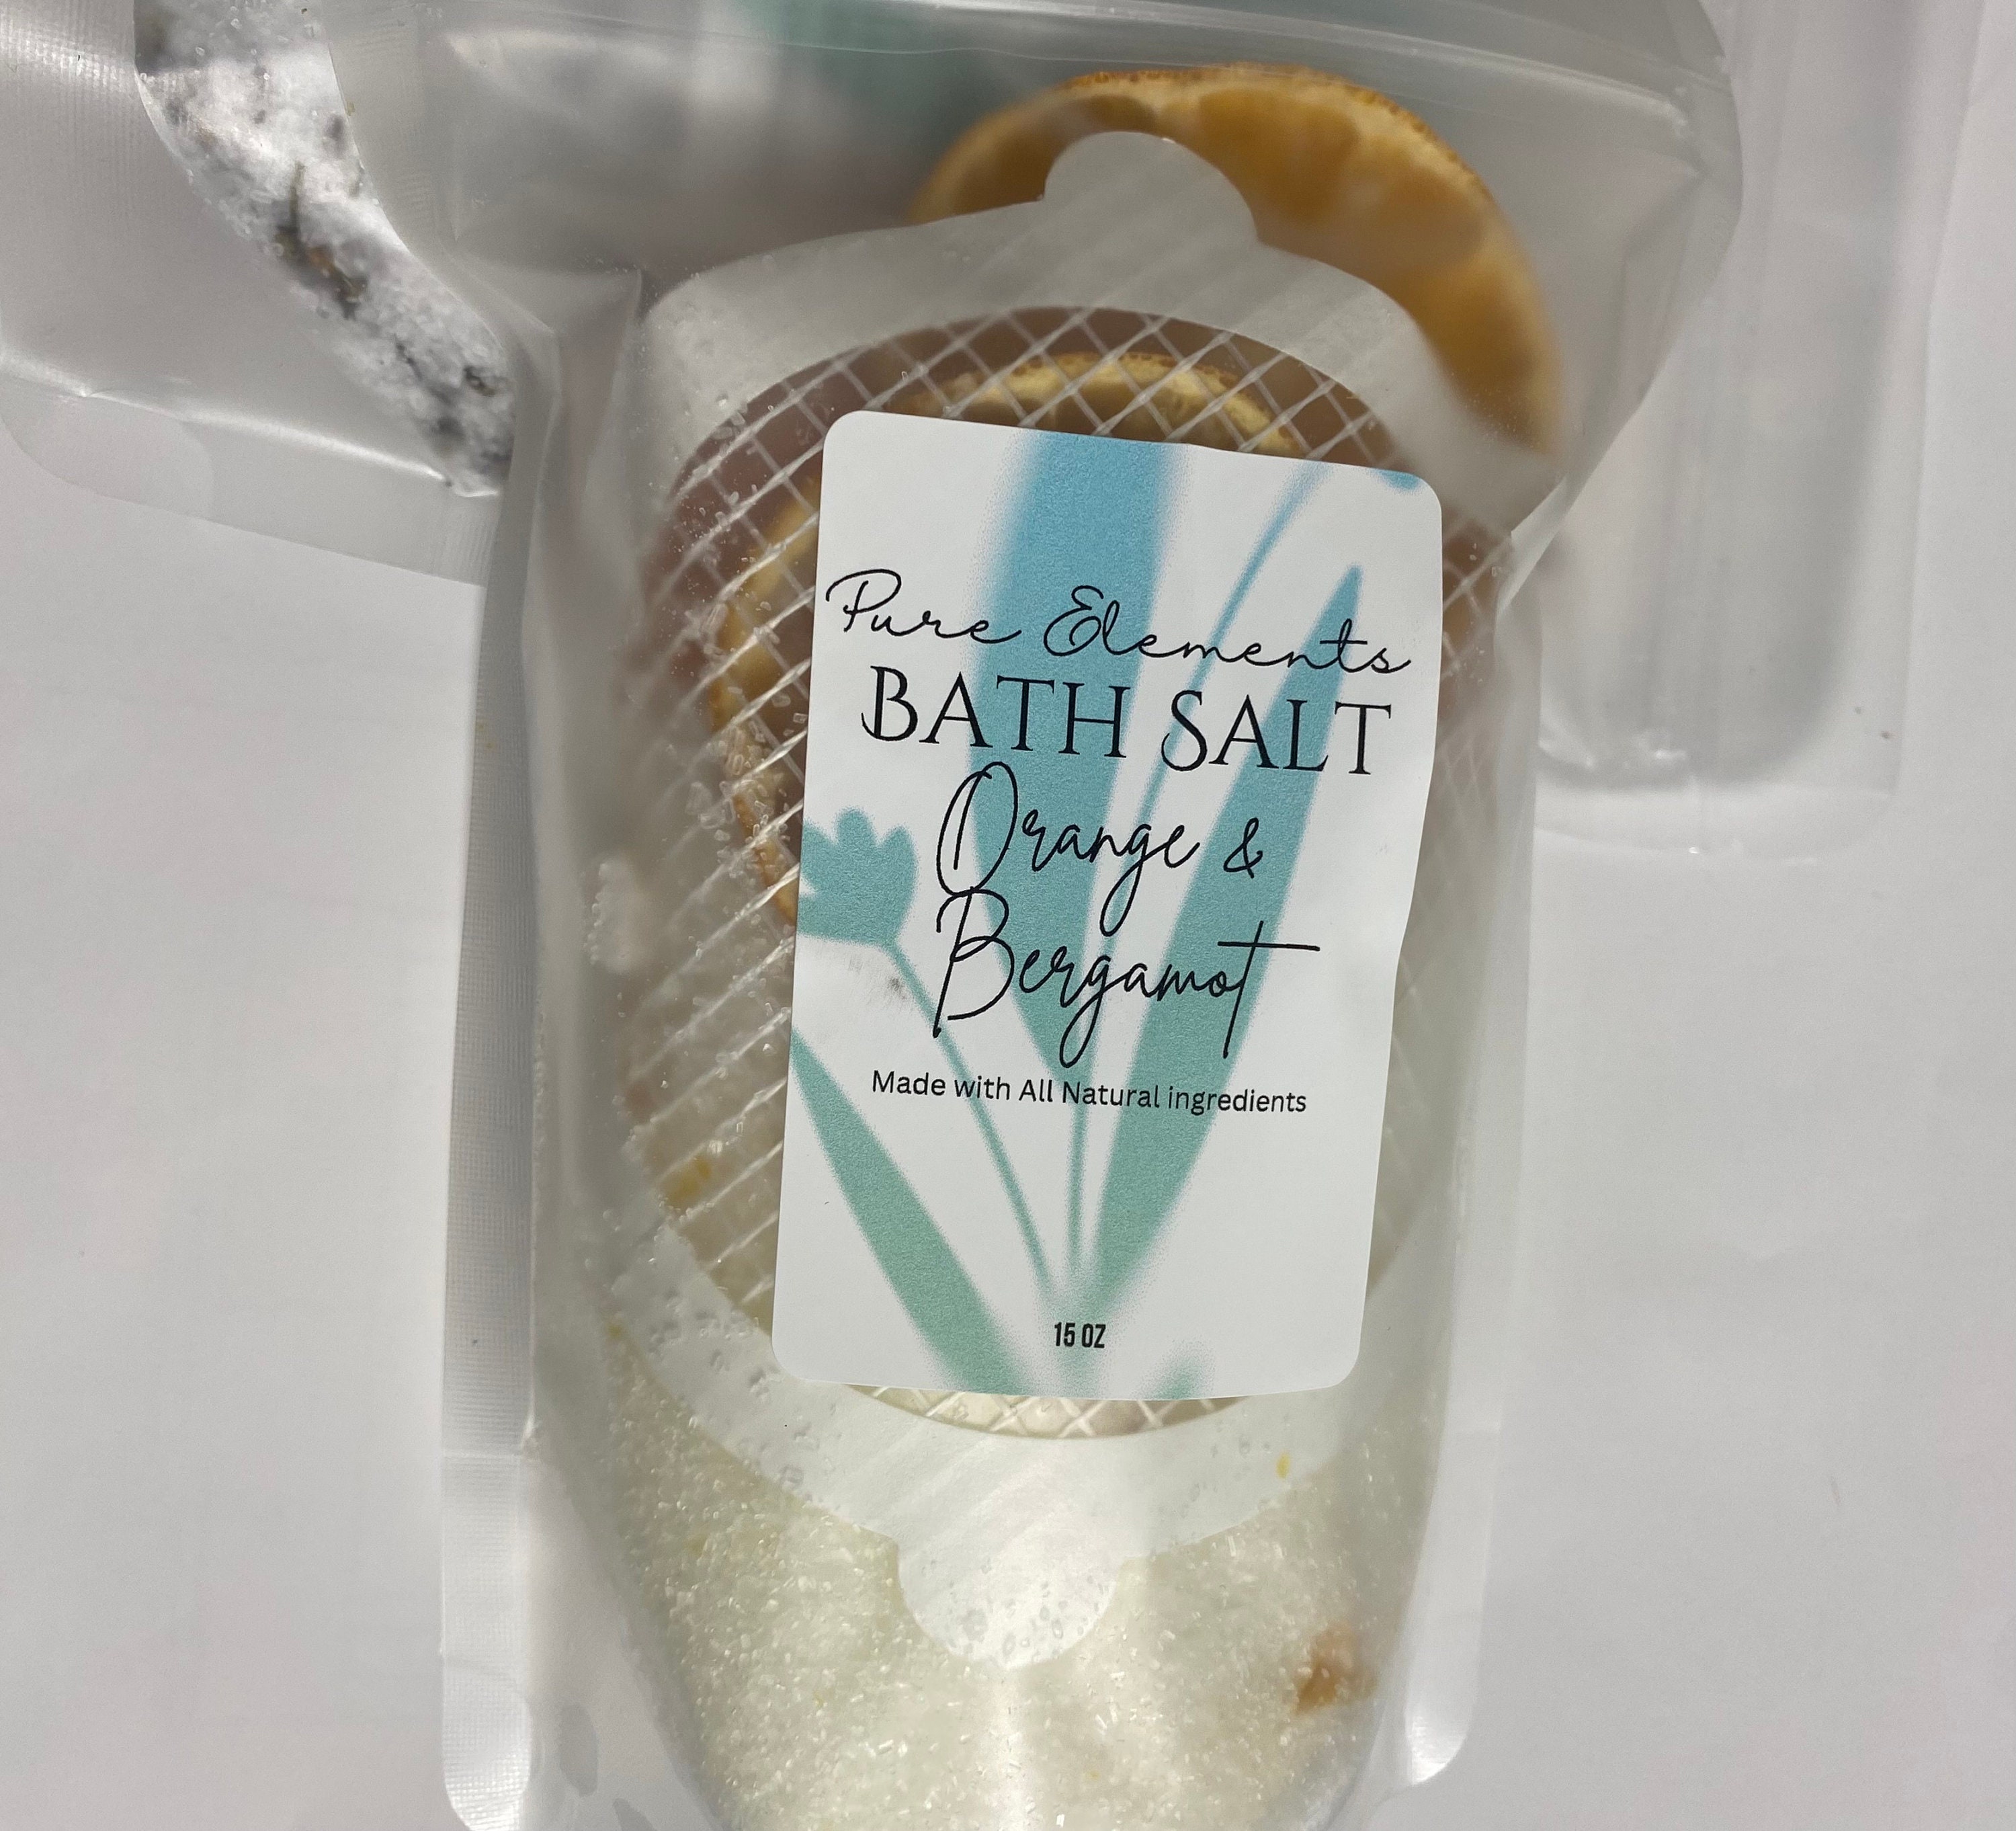 Pure Elements
BATH SALT
Orange &
Bergamot
Made with All Natural ingredients
15 OZ